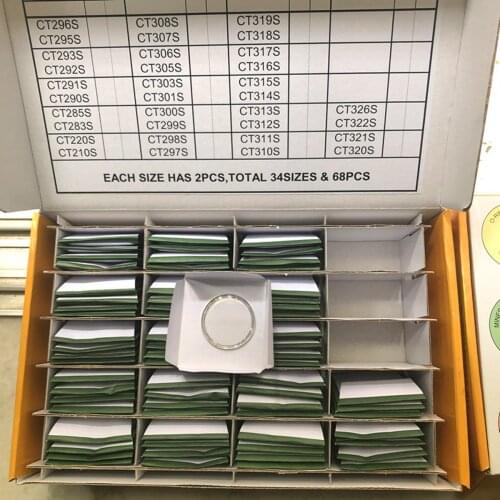 CT296S CT308S CT319S
CT295S CT307S CT318S
CT293S CT306S CT317S
CT292S CT305S CT316S
CT291S CT303S CT315S
CT290S CT301S CT314S
CT285S CT300S CT313S CT326S
CT283S CT299S CT312S CT322S
CT220S CT298S CT311S CT321S
CT210S CT297S CT310S CT320S
EACH SIZE HAS 2PCS,TOTAL 34SIZES & 68PCS